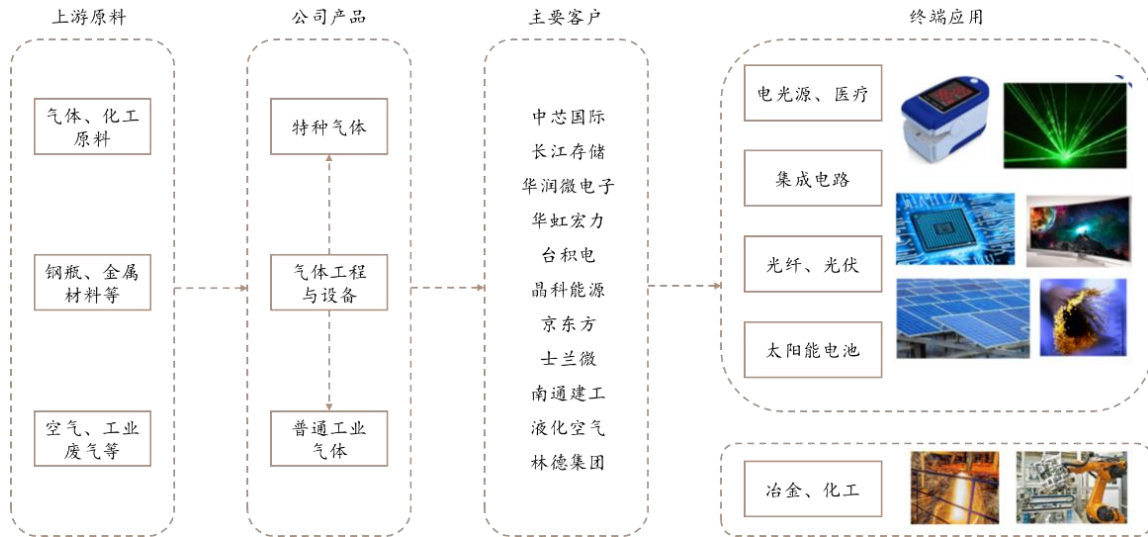 上游原料
公司产品
主要客户
终端应用
气体、化工
原料
钢瓶、金属
材料等
空气、工业
废气等
特种气体
气体工程
与设备
普通工业
气体
中芯国际
长江存储
华润微电子
华虹宏力
台积电
晶科能源
京东方
士兰微
南通建工
液化空气
林德集团
电光源、医疗
集成电路
光纤、光伏
太阳能电池
冶金、化工